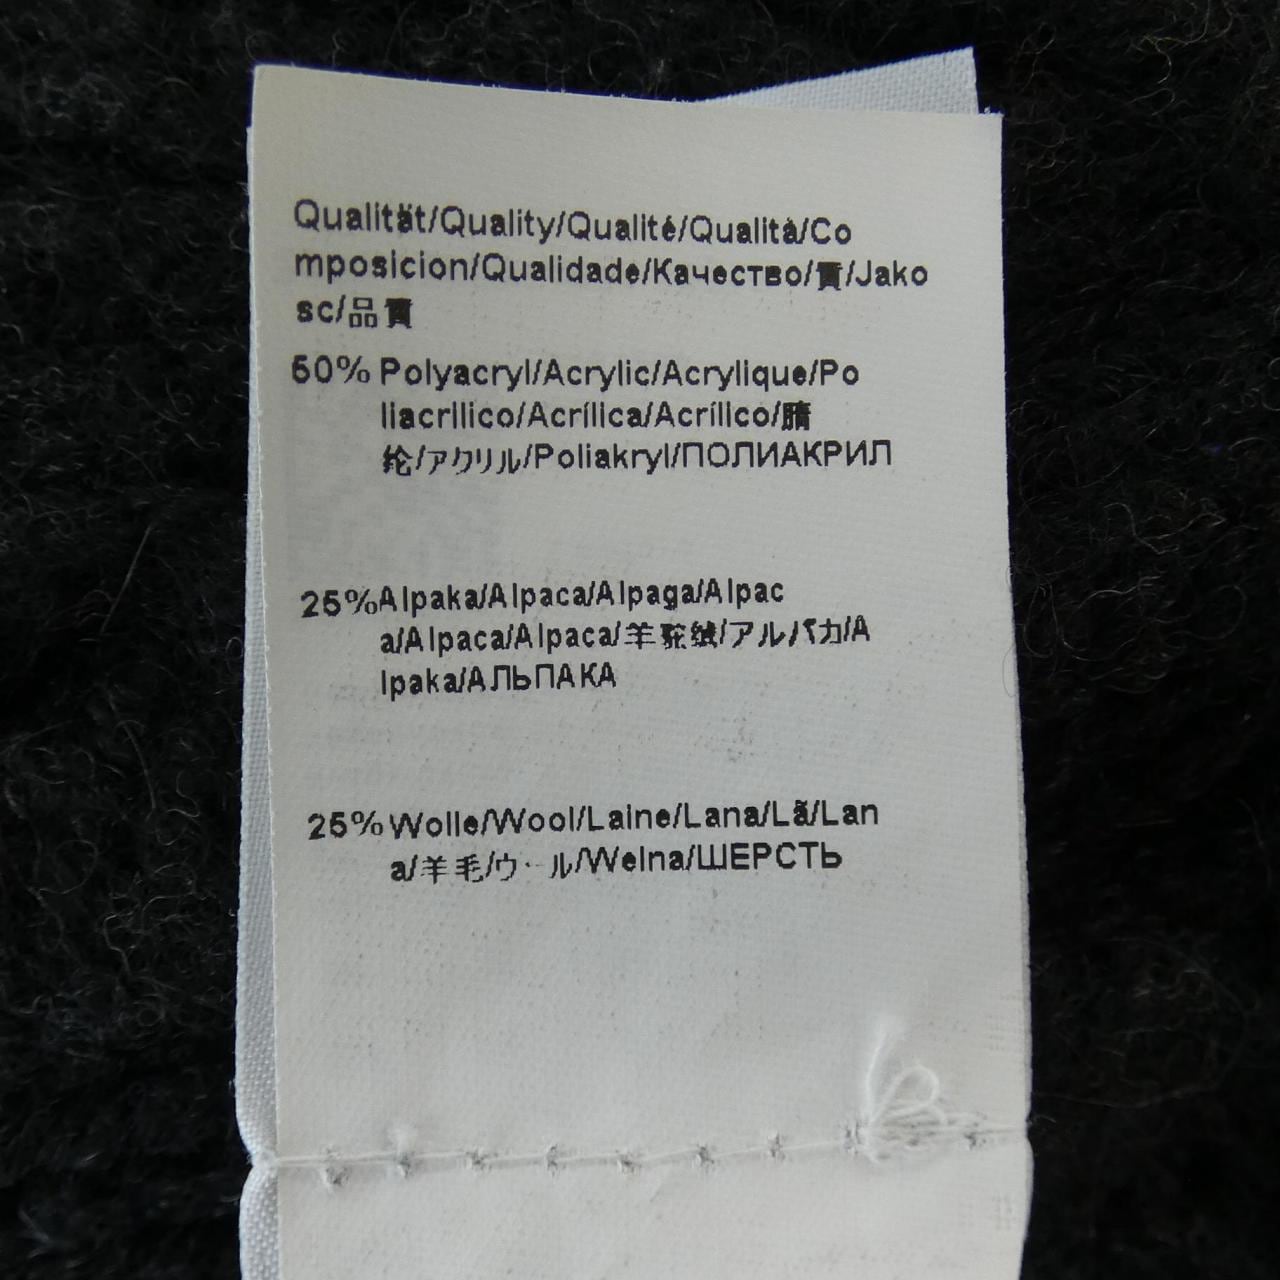 Qualität/Quality/Qualité/Qualità/Co
mposicion/Qualidade/Качество/質/Jako
sc/品質
50% Polyacryl/Acrylic/Acrylique/Po
liacrilico/Acrílica/Acrílico/腈
纶/アクリル/Poliakryl/ПОЛИАКРИЛ
25% Alpaka/Alpaca/Alpaga/Alpac
a/Alpaca/Alpaca/羊驼绒/アルパカ/A
lpaka/АЛЬПАКА
25% Wolle/Wool/Laine/Lana/Lã/Lan
a/羊毛/ウール/Welna/ШЕРСТЬ